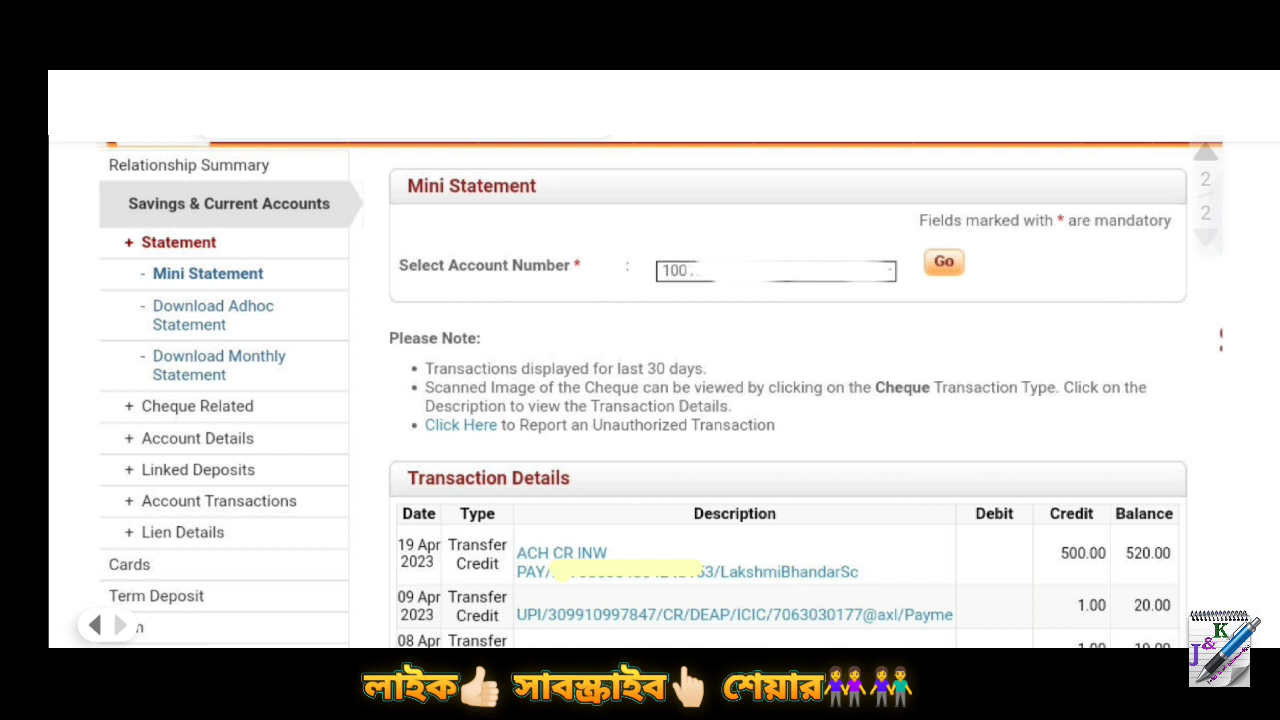 Relationship Summary
Savings & Current Accounts
+ Statement
- Mini Statement
- Download Adhoc
Statement
- Download Monthly
Statement
+ Cheque Related
+ Account Details
+ Linked Deposits
+ Account Transactions
+ Lien Details
Cards
Term Deposit
Mini Statement
Fields marked with * are mandatory
Select Account Number * : 100 Go
Please Note:
• Transactions displayed for last 30 days.
• Scanned Image of the Cheque can be viewed by clicking on the Cheque Transaction Type. Click on the
Description to view the Transaction Details.
• Click Here to Report an Unauthorized Transaction
Transaction Details
Date Type Description Debit Credit Balance
19 Apr 2023 Transfer Credit ACH CR INW 500.00 520.00
PAY/ 3/LakshmiBhandarSc
09 Apr 2023 Transfer Credit UPI/309910997847/CR/DEAP/ICIC/7063030177@axl/Payme 1.00 20.00
08 Apr Transfer
2
2
J & K
লাইক👍🏻 সাবস্ক্রাইব👆🏻 শেয়ার👭👫